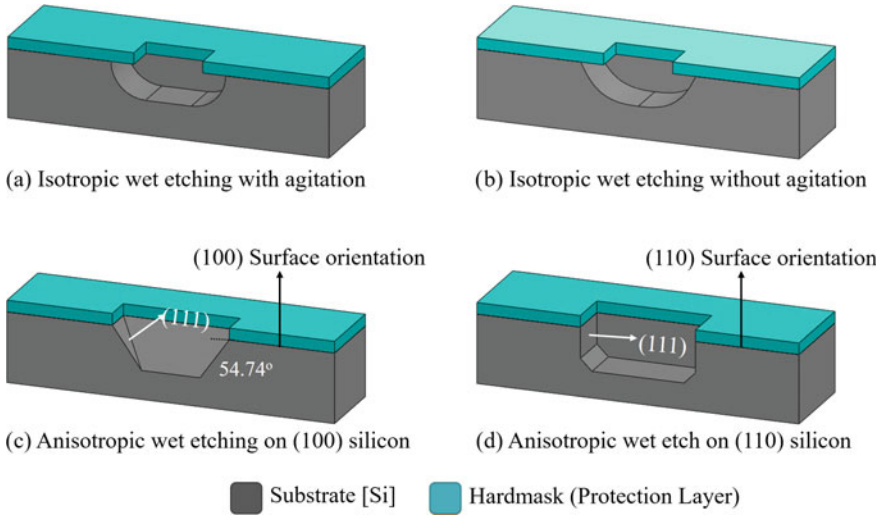 (a) Isotropic wet etching with agitation
(b) Isotropic wet etching without agitation
(100) Surface orientation
(111)
54.74º
(c) Anisotropic wet etching on (100) silicon
(110) Surface orientation
(111)
(d) Anisotropic wet etch on (110) silicon
Substrate [Si]
Hardmask (Protection Layer)